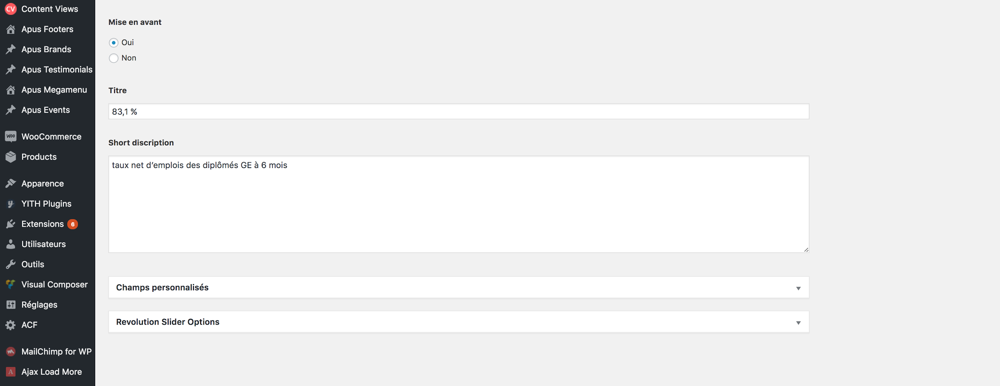 CV Content Views
Apus Footers
Apus Brands
Apus Testimonials
Apus Megamenu
Apus Events
Woo WooCommerce
Products
Apparence
y YITH Plugins
Extensions 6
Utilisateurs
Outils
Visual Composer
Réglages
ACF
MailChimp for WP
A Ajax Load More
Mise en avant
Oui
Non
Titre
83,1 %
Short discription
taux net d’emplois des diplômés GE à 6 mois
Champs personnalisés
Revolution Slider Options